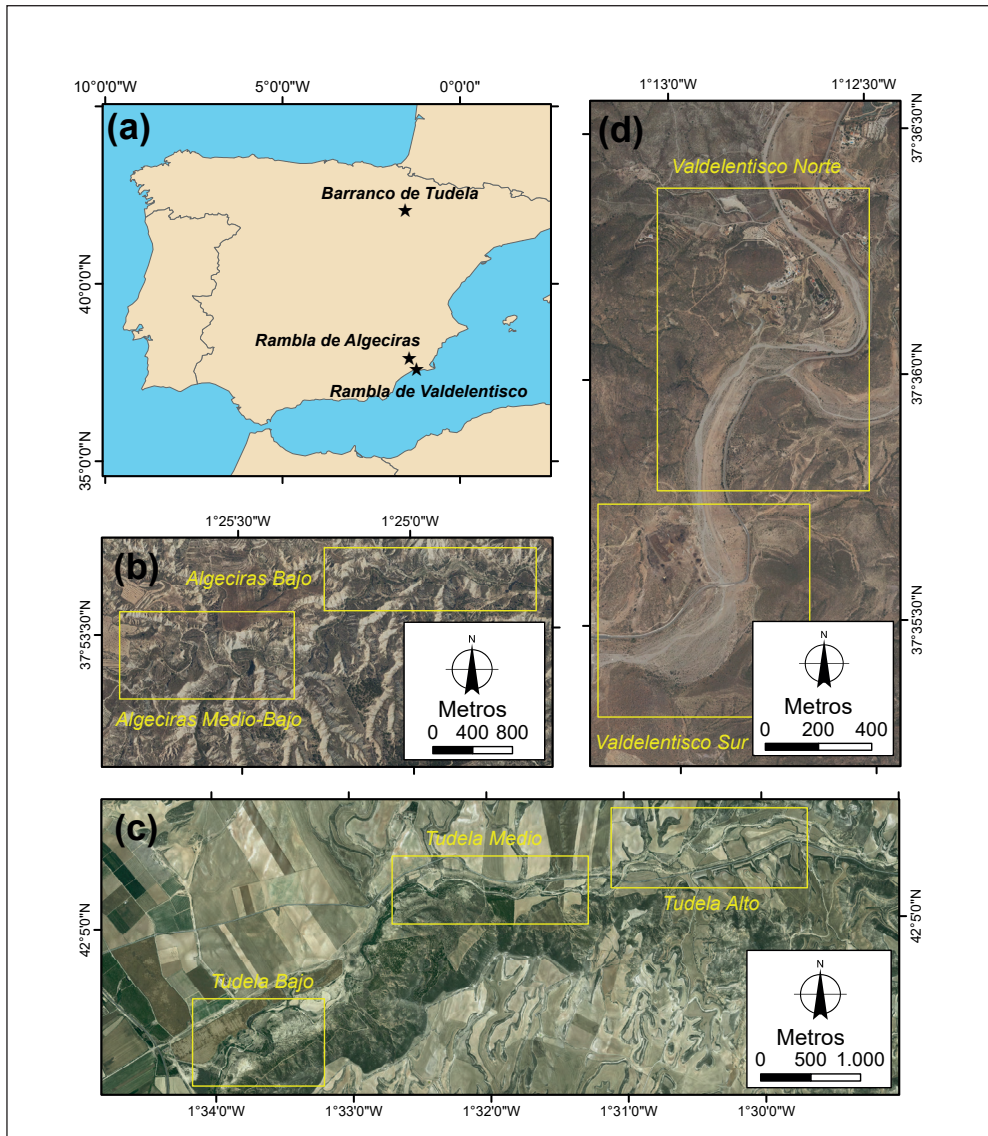 10°0'0"W 5°0'0"W 0°0'0"
(a)
Barranco de Tudela
Rambla de Algeciras
Rambla de Valdelentisco
40°0'0"N
35°0'0"N
1°13'0"W 1°12'30"W
(d)
Valdelentisco Norte
Valdelentisco Sur
37°36'30"N
37°36'0"N
37°35'30"N
N
Metros
0 200 400
1°25'30"W 1°25'0"W
(b)
Algeciras Bajo
Algeciras Medio-Bajo
37°53'30"N
N
Metros
0 400 800
(c)
Tudela Medio
Tudela Alto
Tudela Bajo
42°5'0"N
42°5'0"N
N
Metros
0 500 1.000
1°34'0"W 1°33'0"W 1°32'0"W 1°31'0"W 1°30'0"W